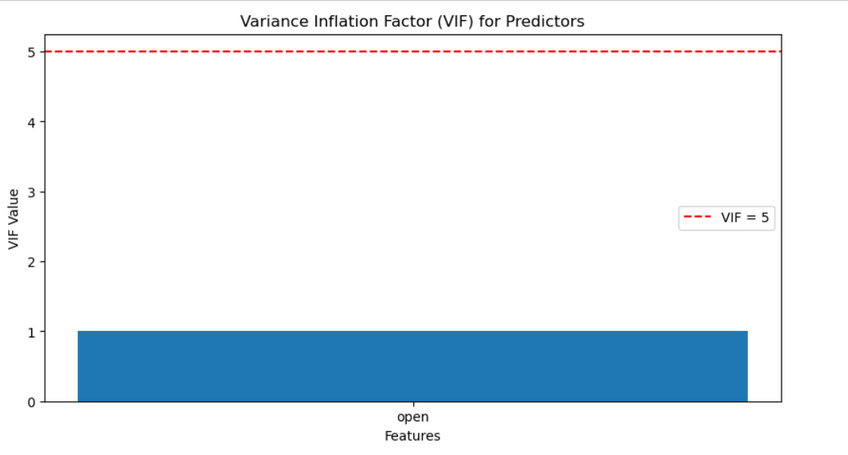 Variance Inflation Factor (VIF) for Predictors
5
4
3
2
1
0
VIF Value
VIF = 5
open
Features